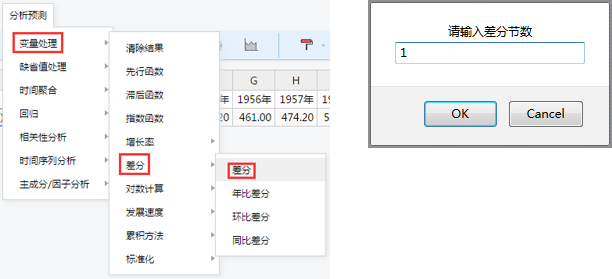 分析预测
变量处理
缺省值处理
时间聚合
回归
相关性分析
时间序列分析
主成分/因子分析
清除结果
先行函数
滞后函数
指数函数
增长率
差分
对数计算
发展速度
累积方法
标准化
差分
年比差分
环比差分
同比差分
G H
年 1956年 1957年 19
20 461.00 474.20 5
请输入差分节数
1
OK Cancel